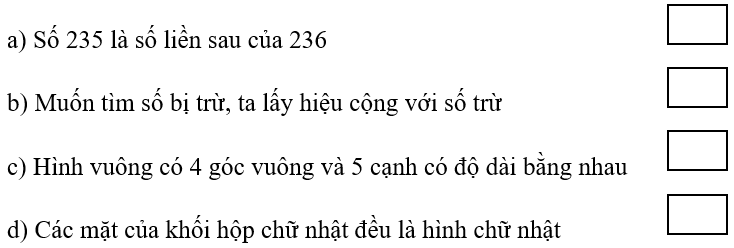 a) Số 235 là số liền sau của 236
b) Muốn tìm số bị trừ, ta lấy hiệu cộng với số trừ
c) Hình vuông có 4 góc vuông và 5 cạnh có độ dài bằng nhau
d) Các mặt của khối hộp chữ nhật đều là hình chữ nhật